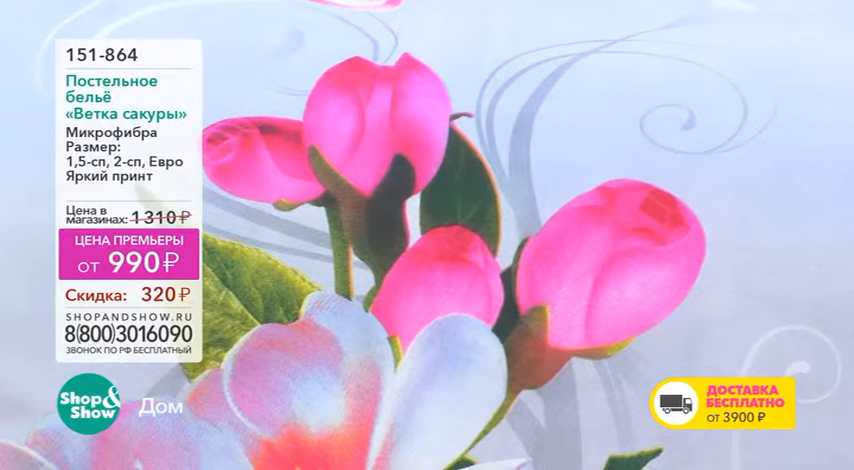 151-864
Постельное
бельё
«Ветка сакуры»
Микрофибра
Размер:
1,5-сп, 2-сп, Евро
Яркий принт
Цена в
магазинах: 1 310 ₽
ЦЕНА ПРЕМЬЕРЫ
от 990 ₽
Скидка: 320 ₽
SHOPANDSHOW.RU
8(800)3016090
ЗВОНОК ПО РФ БЕСПЛАТНЫЙ
Shop&
Show
Дом
ДОСТАВКА
БЕСПЛАТНО
от 3900 ₽